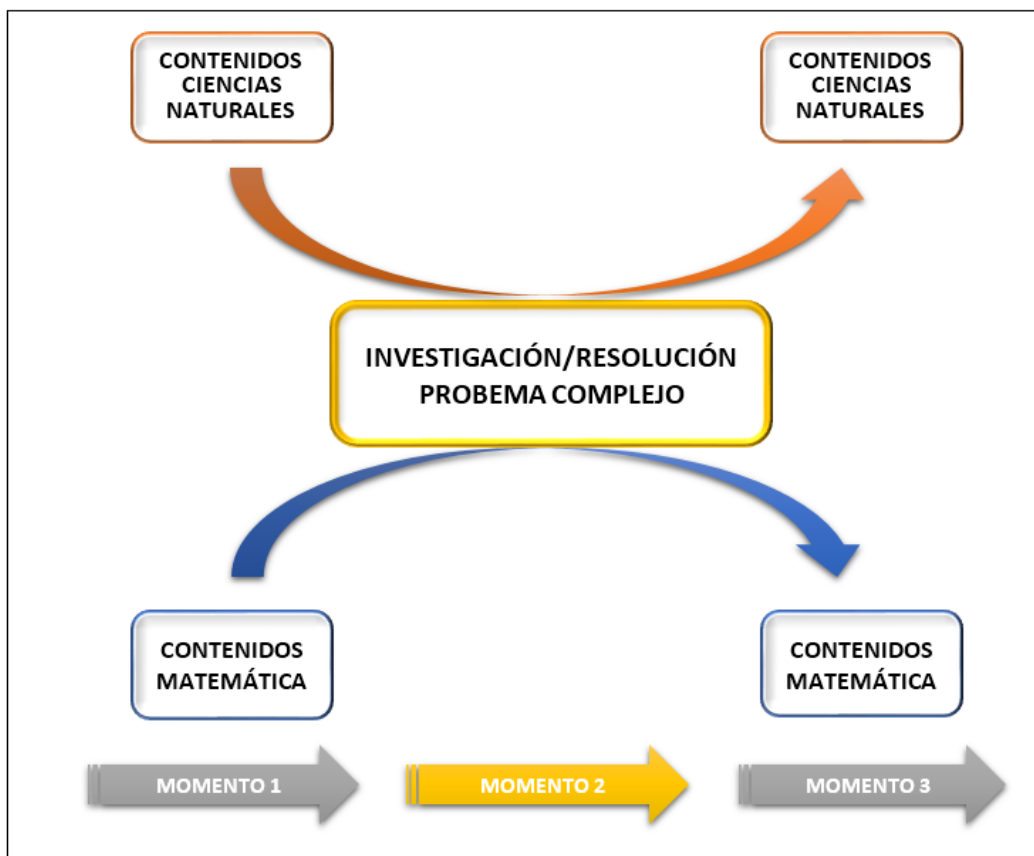 CONTENIDOS
CIENCIAS
NATURALES
CONTENIDOS
CIENCIAS
NATURALES
INVESTIGACIÓN/RESOLUCIÓN
PROBEMA COMPLEJO
CONTENIDOS
MATEMÁTICA
CONTENIDOS
MATEMÁTICA
MOMENTO 1
MOMENTO 2
MOMENTO 3